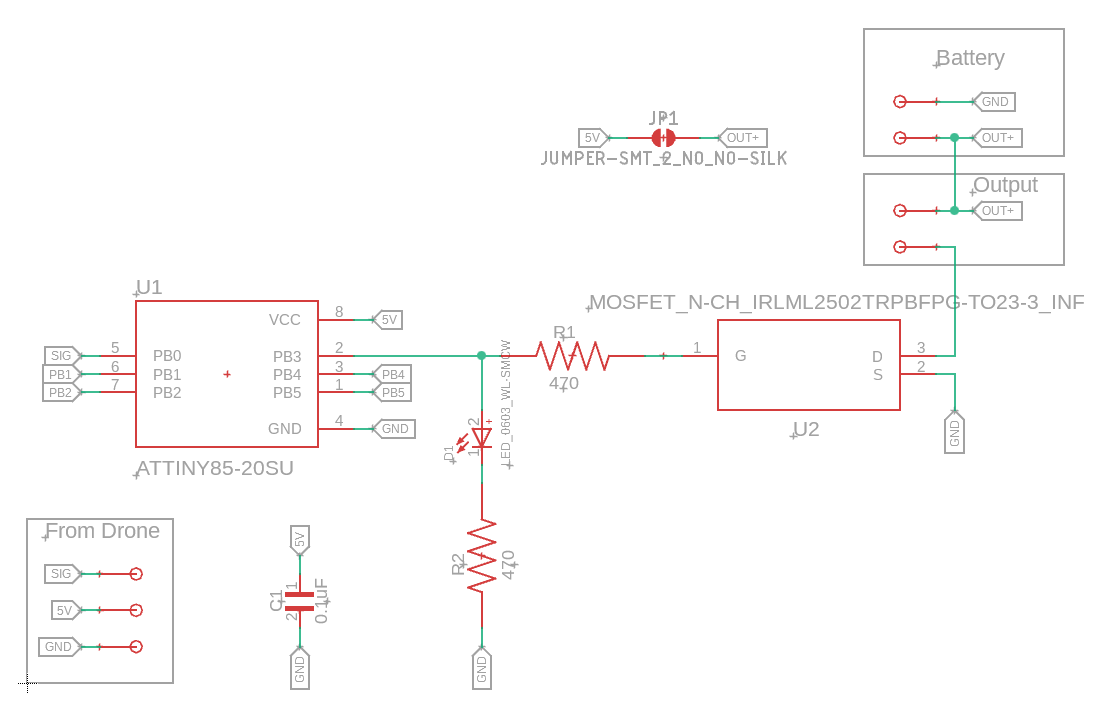 Battery
GND
OUT+
JP1
5V
OUT+
JUMPER-SMT_2_NO_NO-SILK
Output
OUT+
U1
MOSFET_N-CH_IRLML2502TRPBFPG-TO23-3_INF
VCC
8
5V
R1
SIG
5
PB0
PB3
2
1
G
D
3
PB1
6
PB1
PB4
3
PB4
S
2
PB2
7
PB2
PB5
1
PB5
470
GND
4
GND
LED_0603_WL-SMCW
2
1
D1
U2
GND
ATTINY85-20SU
From Drone
SIG
5V
GND
5V
C1
1
2
0.1uF
GND
R2
470
GND